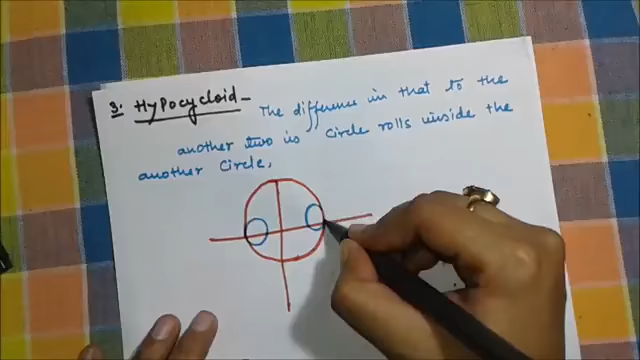 3. Hypocycloid - The difference in that to the
another two is circle rolls inside the
another Circle,